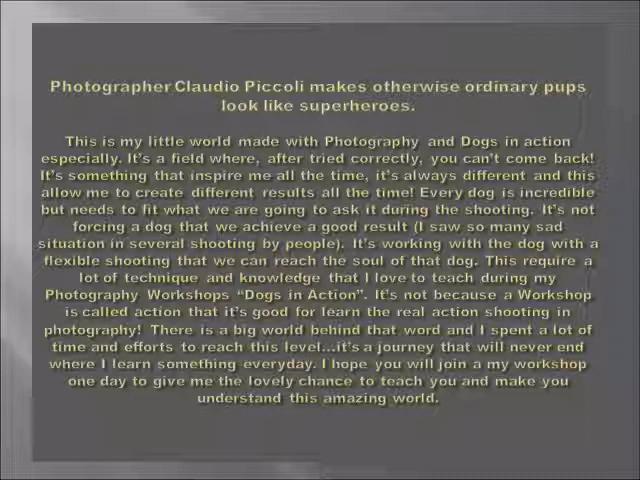 Photographer Claudio Piccoli makes otherwise ordinary pups
look like superheroes.
This is my little world made with Photography and Dogs in action
especially. It's a field where, after tried correctly, you can't come back!
It's something that inspire me all the time, it's always different and this
allow me to create different results all the time! Every dog is incredible
but needs to fit what we are going to ask it during the shooting. It's not
forcing a dog that we achieve a good result (I saw so many sad
situation in several shooting by people). It's working with the dog with a
flexible shooting that we can reach the soul of that dog. This require a
lot of technique and knowledge that I love to teach during my
Photography Workshops “Dogs in Action”. It's not because a Workshop
is called action that it's good for learn the real action shooting in
photography! There is a big world behind that word and I spent a lot of
time and efforts to reach this level...it's a journey that will never end
where I learn something everyday. I hope you will join a my workshop
one day to give me the lovely chance to teach you and make you
understand this amazing world.